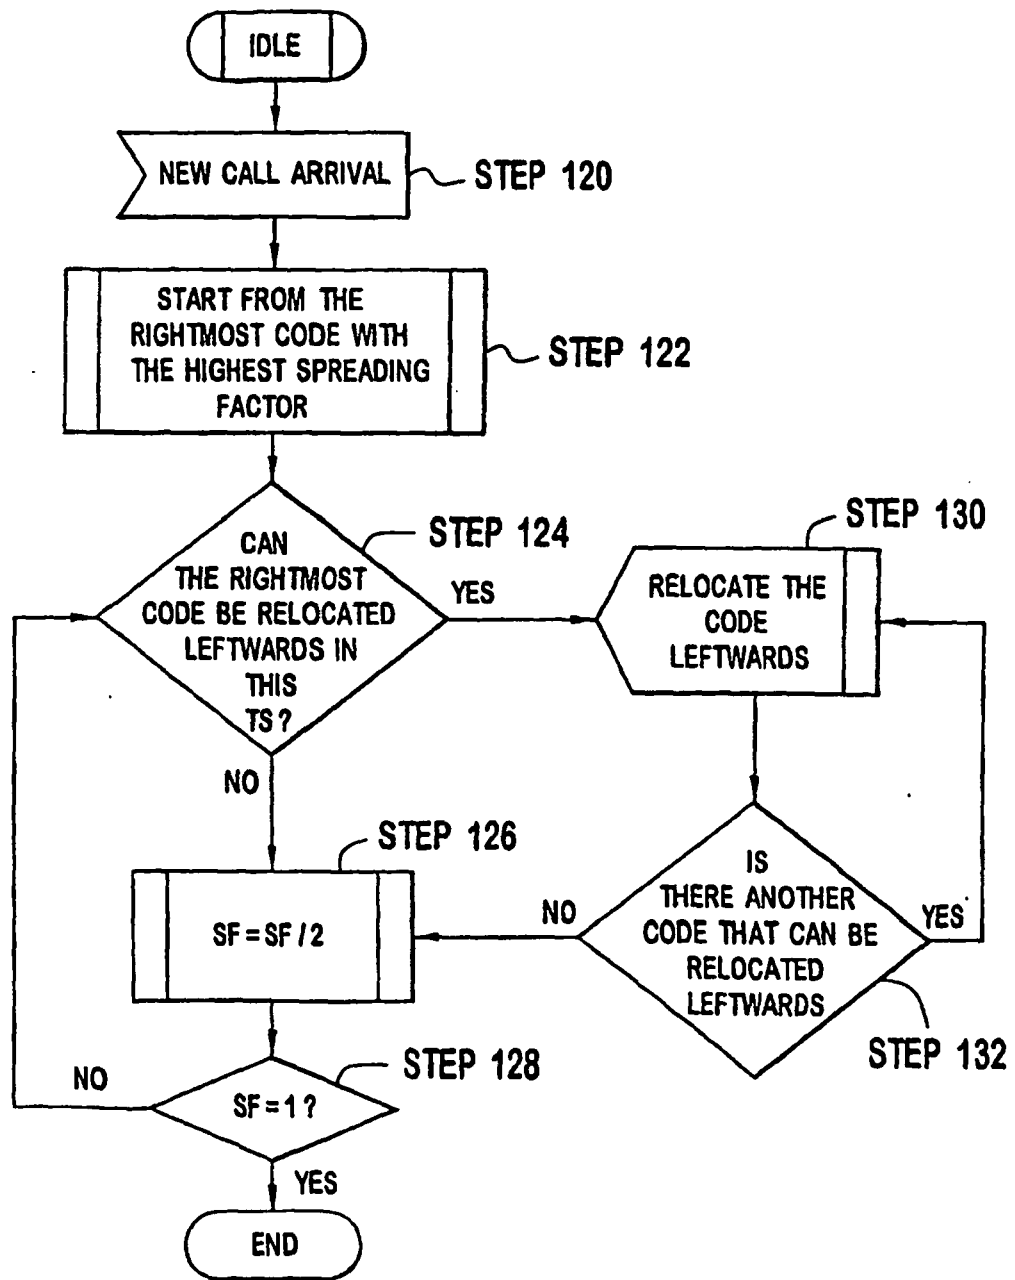 IDLE
NEW CALL ARRIVAL
STEP 120
START FROM THE
RIGHTMOST CODE WITH
THE HIGHEST SPREADING
FACTOR
STEP 122
CAN
THE RIGHTMOST
CODE BE RELOCATED
LEFTWARDS IN
THIS
TS?
STEP 124
YES
NO
STEP 130
RELOCATE THE
CODE
LEFTWARDS
STEP 126
SF=SF/2
IS
THERE ANOTHER
CODE THAT CAN BE
RELOCATED
LEFTWARDS
NO
YES
STEP 132
STEP 128
SF=1?
NO
YES
END